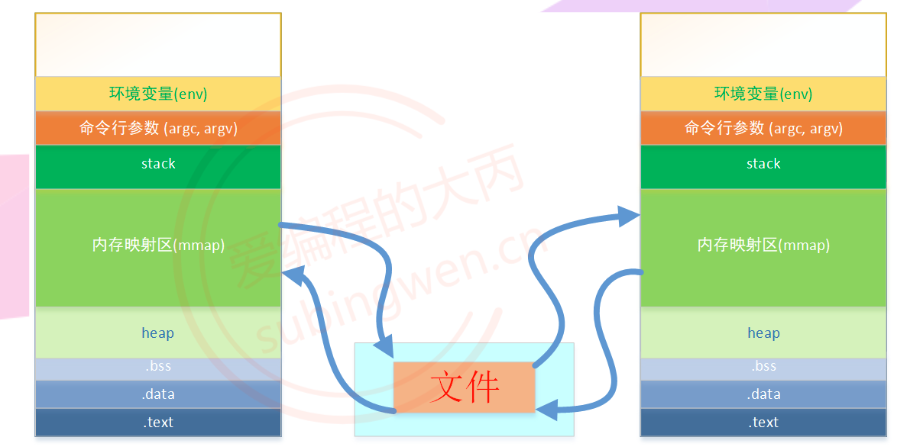 环境变量(env)
命令行参数 (argc, argv)
stack
内存映射区(mmap)
heap
.bss
.data
.text
文件
环境变量(env)
命令行参数 (argc, argv)
stack
内存映射区(mmap)
heap
.bss
.data
.text
爱编程的大丙
subingwen.cn